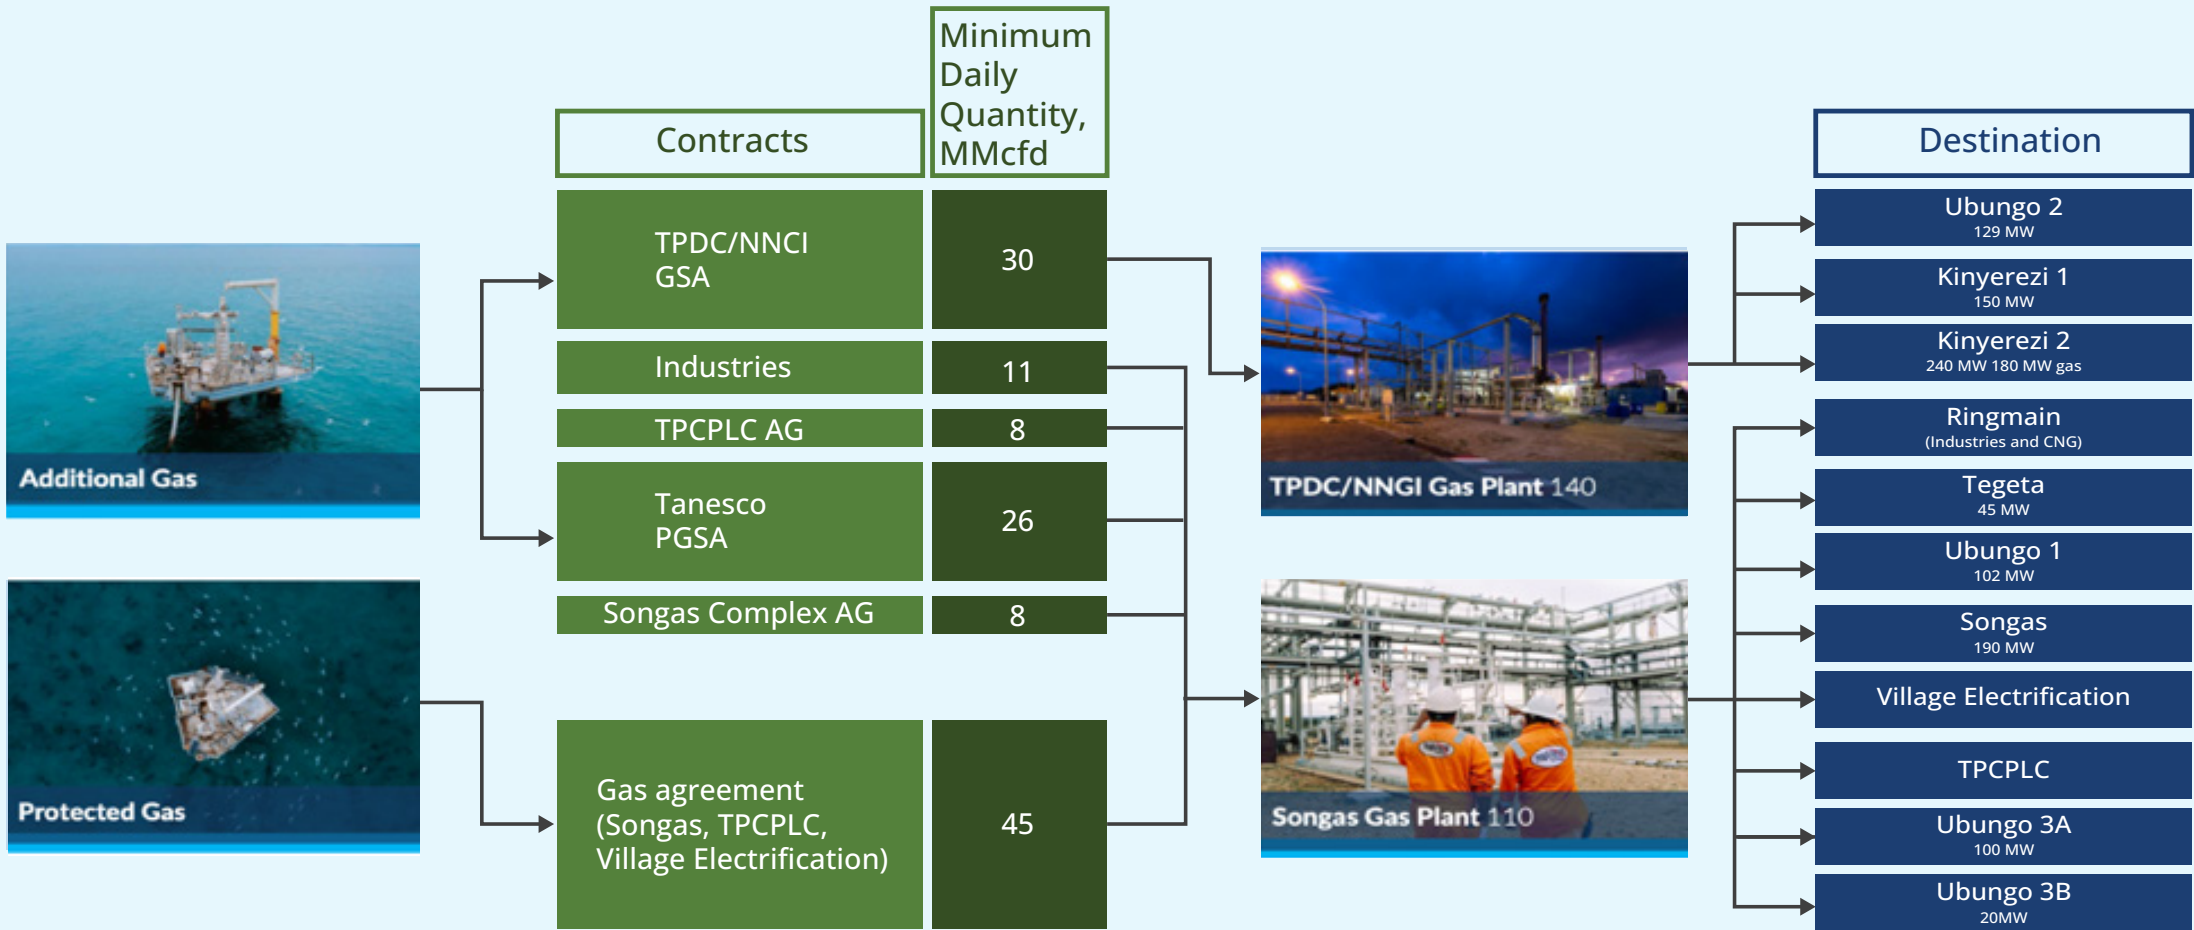 Minimum
Daily
Quantity,
MMcfd
Contracts
Destination
TPDC/NNCI
GSA
30
Industries
11
TPCPLC AG
8
Tanesco
PGSA
26
Songas Complex AG
8
Gas agreement
(Songas, TPCPLC,
Village Electrification)
45
Additional Gas
Protected Gas
TPDC/NNGI Gas Plant 140
Songas Gas Plant 110
Ubungo 2
129 MW
Kinyerezi 1
150 MW
Kinyerezi 2
240 MW 180 MW gas
Ringmain
(Industries and CNG)
Tegeta
45 MW
Ubungo 1
102 MW
Songas
190 MW
Village Electrification
TPCPLC
Ubungo 3A
100 MW
Ubungo 3B
20MW